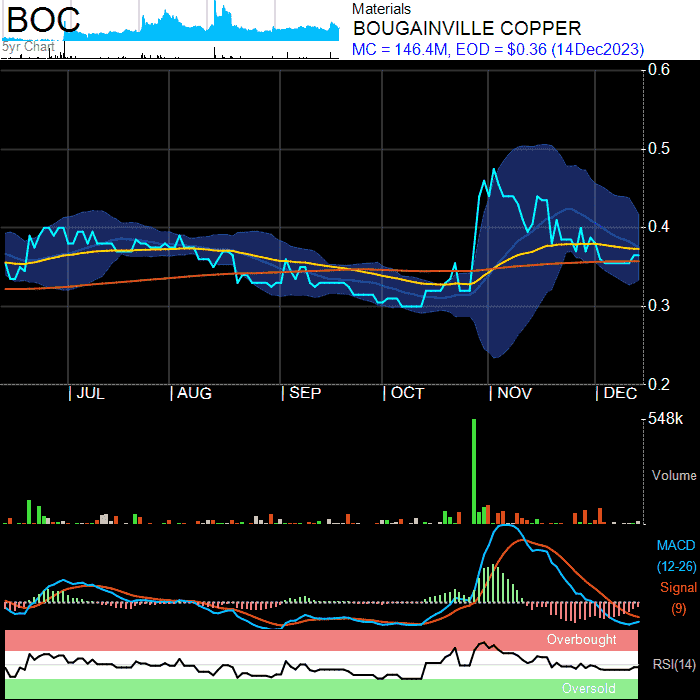 BOC
5yr Chart
Materials
BOUGAINVILLE COPPER
MC = 146.4M, EOD = $0.36 (14Dec2023)
0.6
0.5
0.4
0.3
0.2
JUL AUG SEP OCT NOV DEC
548k
Volume
MACD
(12-26)
Signal
(9)
Overbought
RSI(14)
Oversold